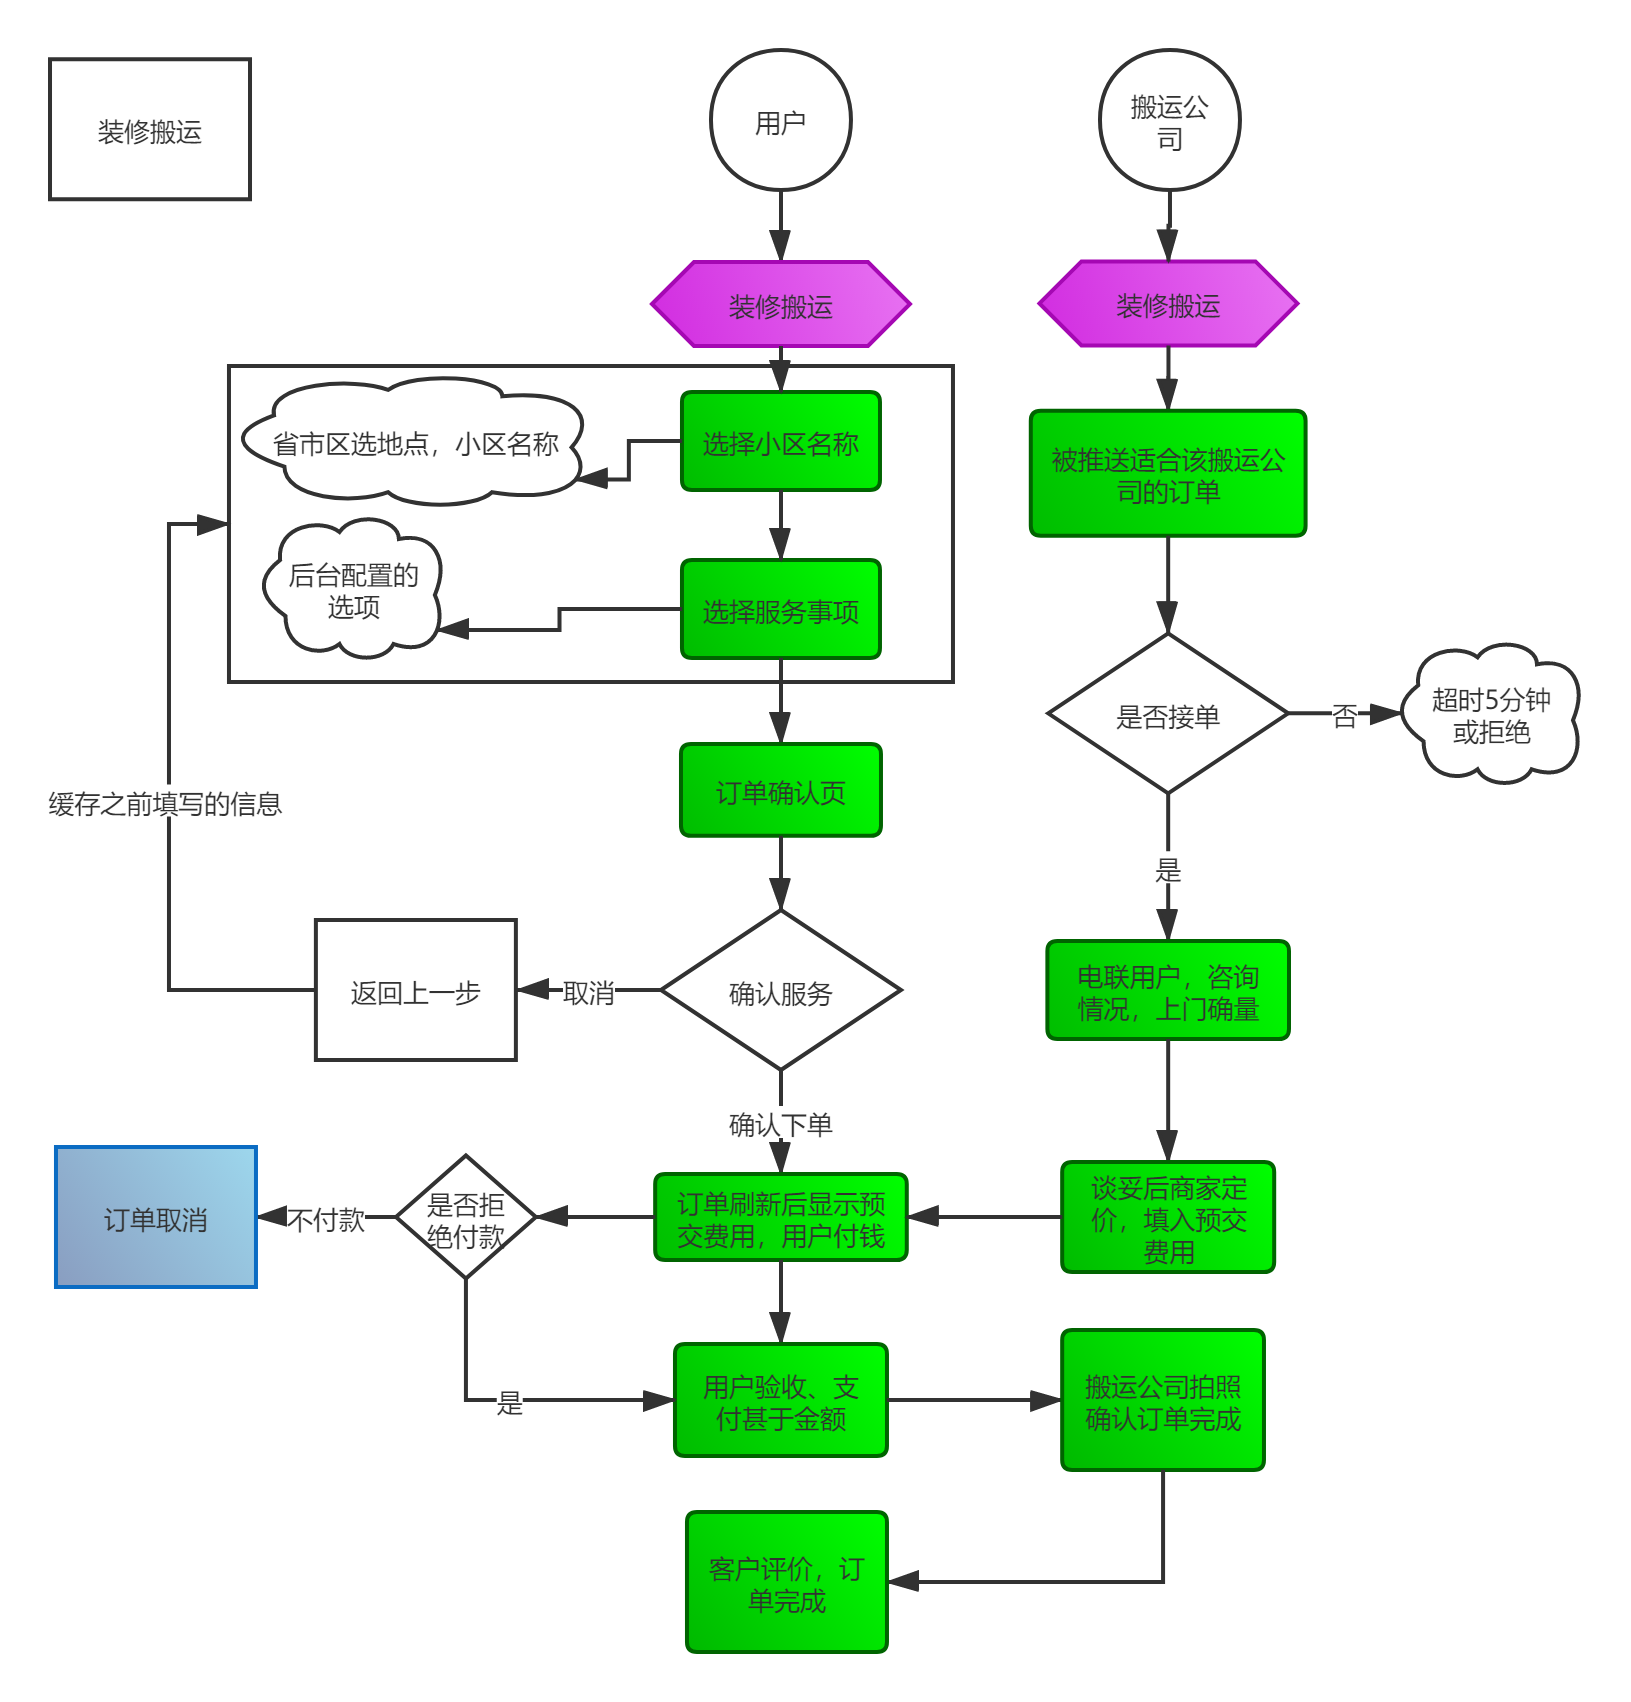 装修搬运
用户
搬运公
司
装修搬运
装修搬运
省市区选地点，小区名称
选择小区名称
被推送适合该搬运公
司的订单
后台配置的
选项
选择服务事项
是否接单
否
超时5分钟
或拒绝
订单确认页
缓存之前填写的信息
是
返回上一步
取消
确认服务
电联用户，咨询
情况，上门确量
确认下单
订单取消
不付款
是否拒
绝付款
订单刷新后显示预
交费用，用户付钱
谈妥后商家定
价，填入预交
费用
是
用户验收、支
付甚于金额
搬运公司拍照
确认订单完成
客户评价，订
单完成